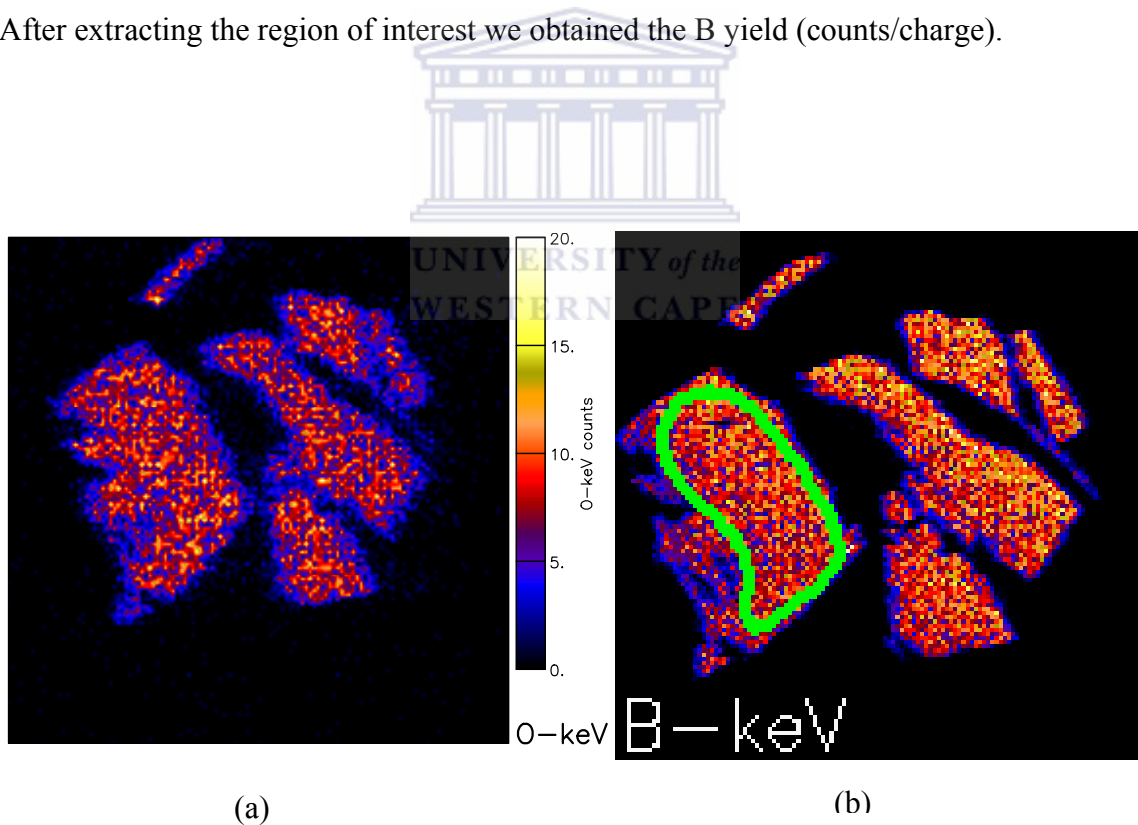 After extracting the region of interest we obtained the B yield (counts/charge).
UNIVERSITY of the
WESTERN CAPE
20.
15.
10.
5.
0.
O-keV counts
O-keV
B-keV
(a)
(b)